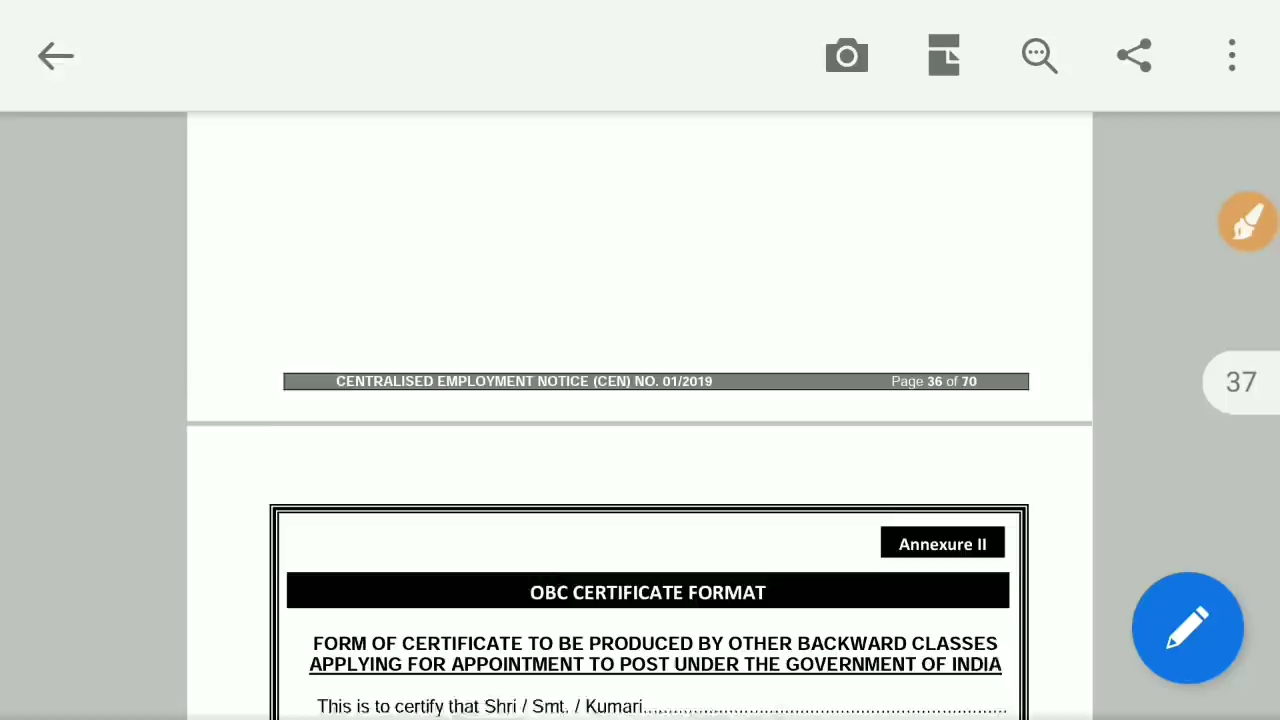 CENTRALISED EMPLOYMENT NOTICE (CEN) NO. 01/2019 Page 36 of 70
37
Annexure II
OBC CERTIFICATE FORMAT
FORM OF CERTIFICATE TO BE PRODUCED BY OTHER BACKWARD CLASSES
APPLYING FOR APPOINTMENT TO POST UNDER THE GOVERNMENT OF INDIA
This is to certify that Shri / Smt. / Kumari......................................................................